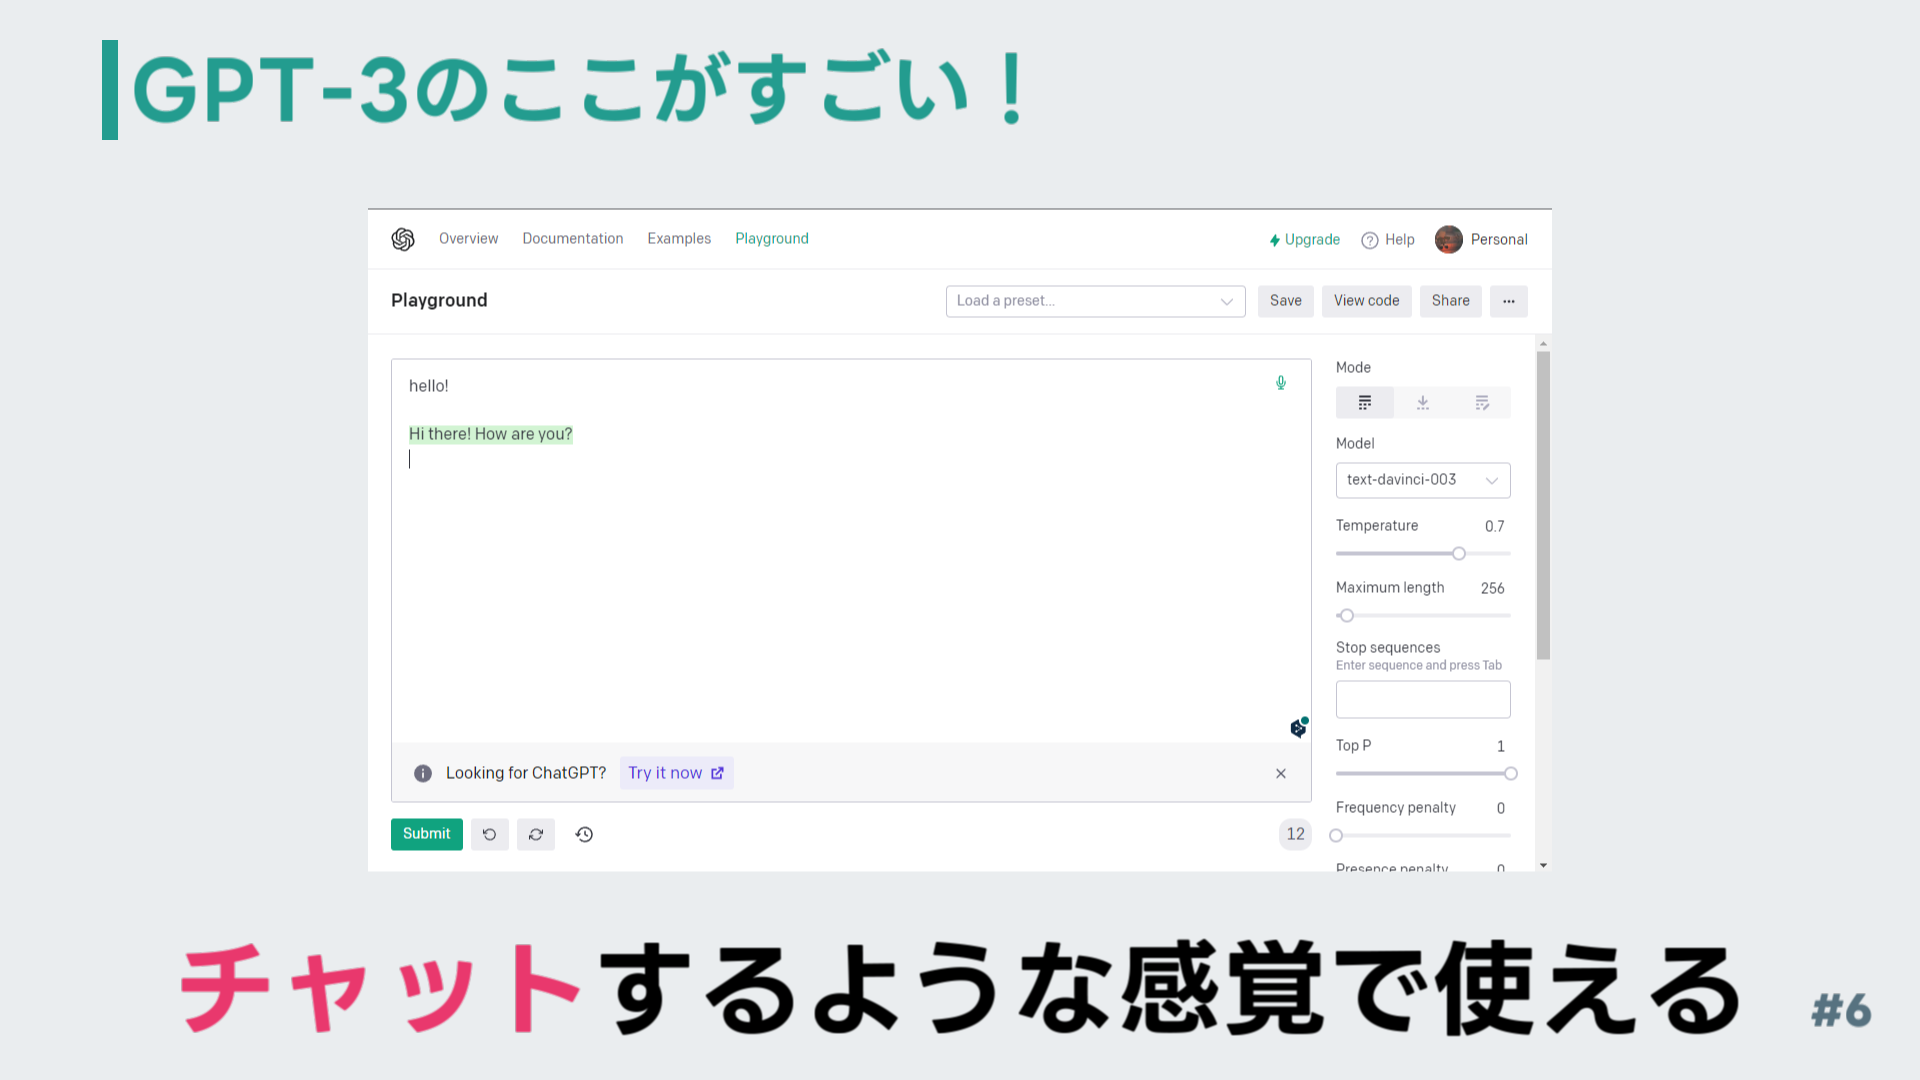 GPT-3のここがすごい！
Overview Documentation Examples Playground Upgrade Help Personal
Playground Load a preset... Save View code Share ...
hello!
Hi there! How are you?
Looking for ChatGPT? Try it now
Submit 12
Mode
Model
text-davinci-003
Temperature 0.7
Maximum length 256
Stop sequences
Enter sequence and press Tab
Top P 1
Frequency penalty 0
Presence penalty 0
チャットするような感覚で使える
#6